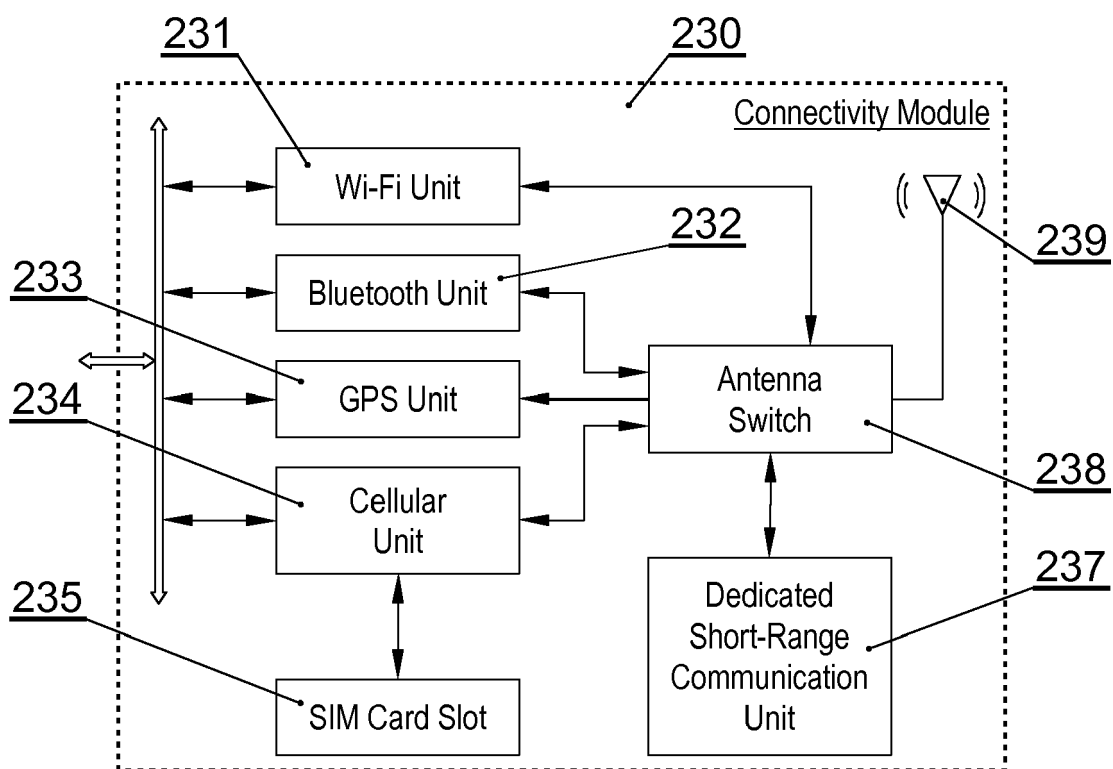 231
230
Connectivity Module
Wi-Fi Unit
232
239
233
Bluetooth Unit
234
GPS Unit
Antenna
Switch
238
Cellular
Unit
235
237
Dedicated
Short-Range
Communication
Unit
SIM Card Slot